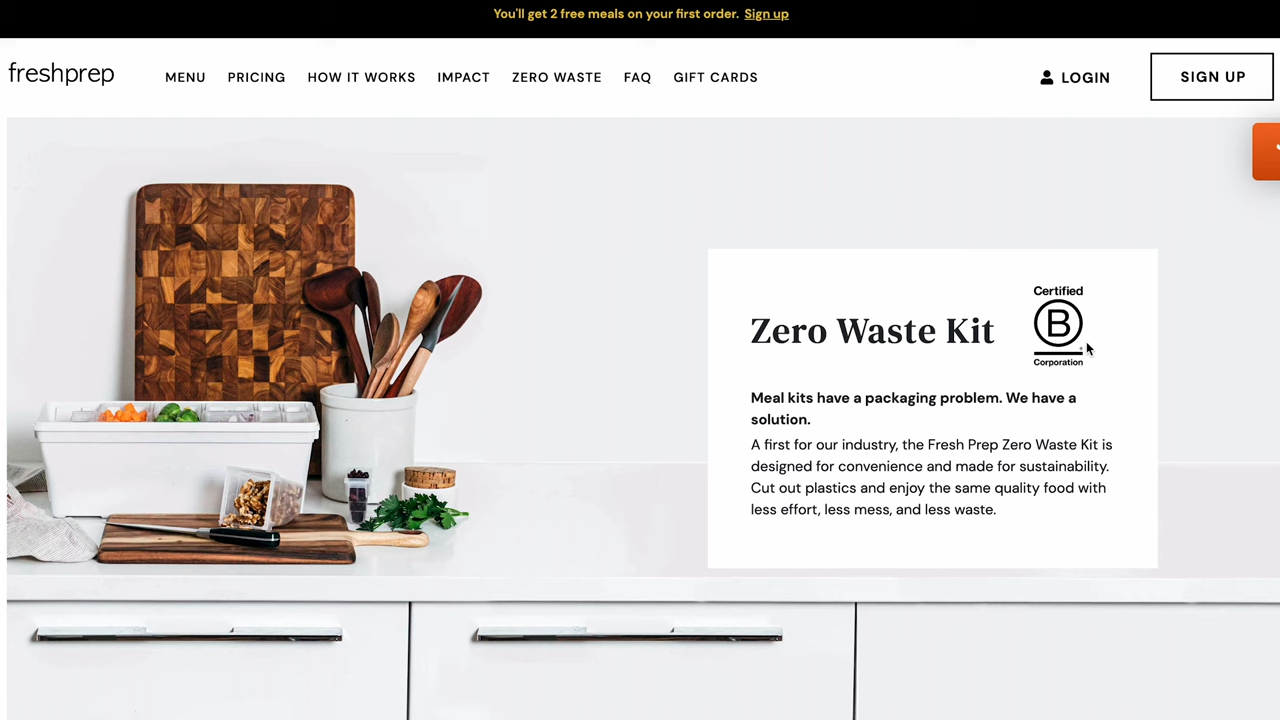 You'll get 2 free meals on your first order. Sign up
freshprep
MENU PRICING HOW IT WORKS IMPACT ZERO WASTE FAQ GIFT CARDS
LOGIN
SIGN UP
Certified
B
Corporation
Zero Waste Kit
Meal kits have a packaging problem. We have a
solution.
A first for our industry, the Fresh Prep Zero Waste Kit is
designed for convenience and made for sustainability.
Cut out plastics and enjoy the same quality food with
less effort, less mess, and less waste.